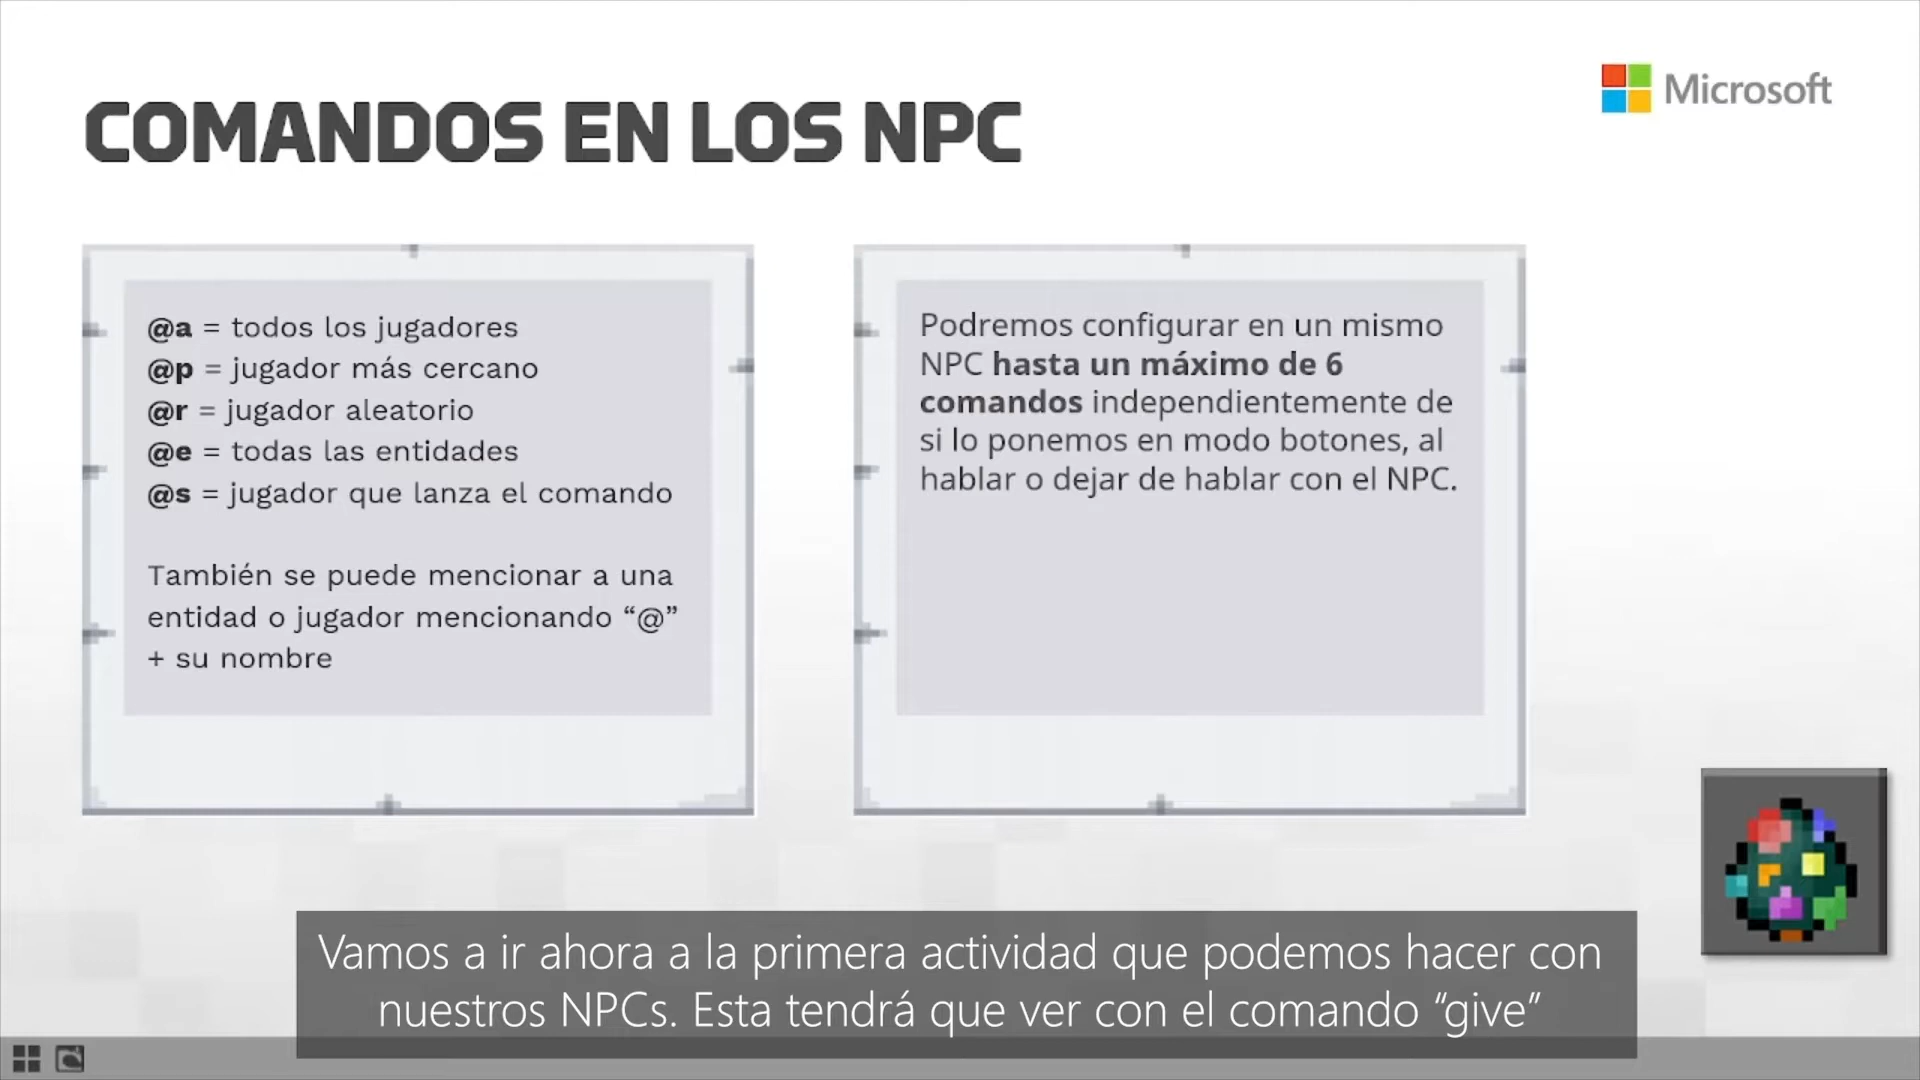 Microsoft
COMANDOS EN LOS NPC
@a = todos los jugadores
@p = jugador más cercano
@r = jugador aleatorio
@e = todas las entidades
@s = jugador que lanza el comando
También se puede mencionar a una
entidad o jugador mencionando “@”
+ su nombre
Podremos configurar en un mismo
NPC hasta un máximo de 6
comandos independientemente de
si lo ponemos en modo botones, al
hablar o dejar de hablar con el NPC.
Vamos a ir ahora a la primera actividad que podemos hacer con
nuestros NPCs. Esta tendrá que ver con el comando “give”